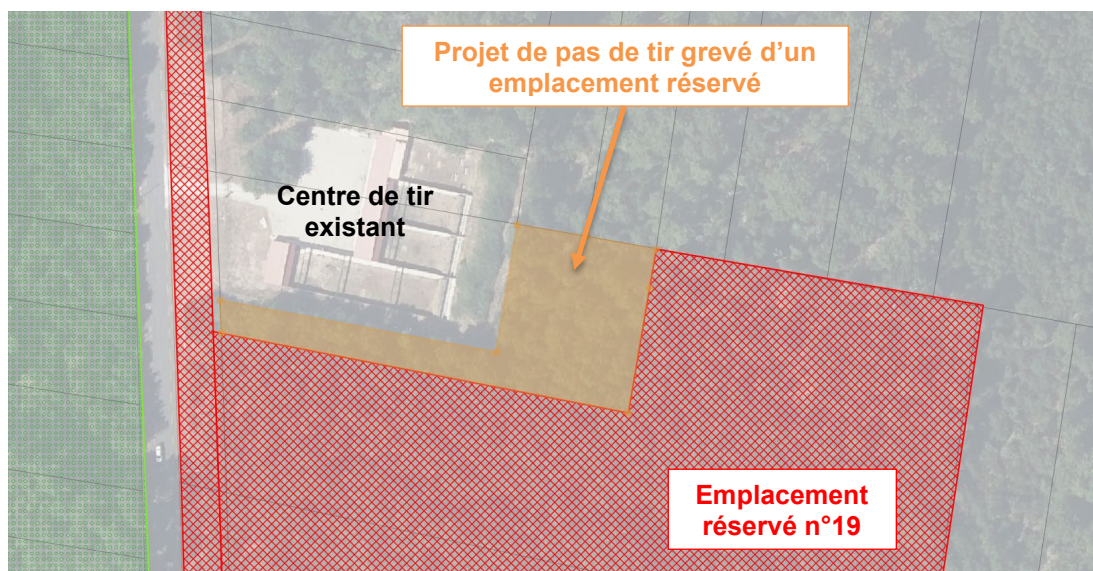 Projet de pas de tir grevé d’un
emplacement réservé
Centre de tir
existant
Emplacement
réservé n°19